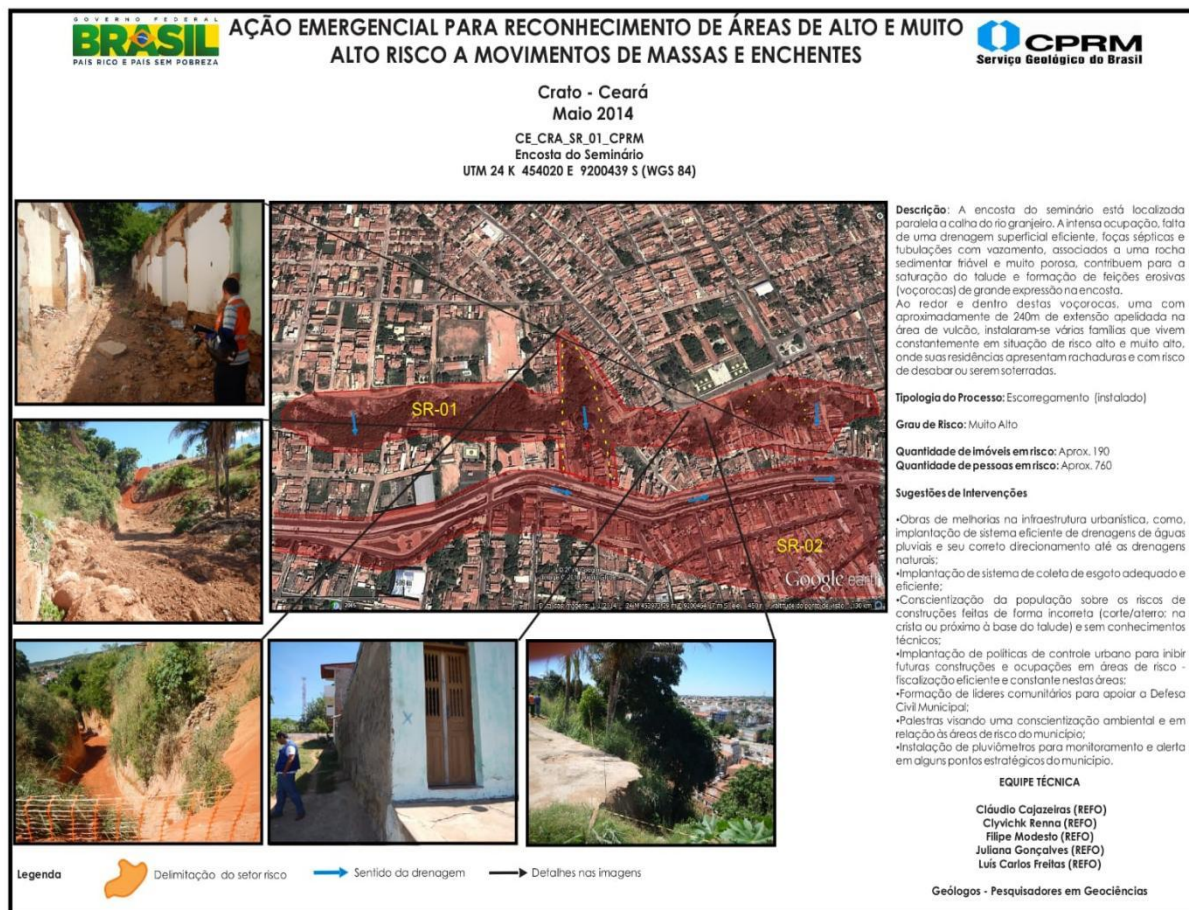 GOVERNO FEDERAL
BRASIL
PAÍS RICO É PAÍS SEM POBREZA
AÇÃO EMERGENCIAL PARA RECONHECIMENTO DE ÁREAS DE ALTO E MUITO
ALTO RISCO A MOVIMENTOS DE MASSAS E ENCHENTES
CPRM
Serviço Geológico do Brasil
Crato - Ceará
Maio 2014
CE_CRA_SR_01_CPRM
Encosta do Seminário
UTM 24 K 454020 E 9200439 S (WGS 84)
SR-01
SR-02
Google earth
Descrição: A encosta do seminário está localizada
paralela a calha do rio granjeiro. A intensa ocupação, falta
de uma drenagem superficial eficiente, foças sépticas e
tubulações com vazamento, associados a uma rocha
sedimentar friável e muito porosa, contribuem para a
saturação do talude e formação de feições erosivas
(voçorocas) de grande expressão na encosta.
Ao redor e dentro destas voçorocas, uma com
aproximadamente de 240m de extensão apelidada na
área de vulcão, instalaram-se várias famílias que vivem
constantemente em situação de risco alto e muito alto,
onde suas residências apresentam rachaduras e com risco
de desabar ou serem soterradas.
Tipologia do Processo: Escorregamento (instalado)
Grau de Risco: Muito Alto
Quantidade de imóveis em risco: Aprox. 190
Quantidade de pessoas em risco: Aprox. 760
Sugestões de Intervenções
•Obras de melhorias na infraestrutura urbanística, como,
implantação de sistema eficiente de drenagens de águas
pluviais e seu correto direcionamento até as drenagens
naturais;
•Implantação de sistema de coleta de esgoto adequado e
eficiente;
•Conscientização da população sobre os riscos de
construções feitas de forma incorreta (corte/aterro; na
crista ou próximo à base do talude) e sem conhecimentos
técnicos;
•Implantação de políticas de controle urbano para inibir
futuras construções e ocupações em áreas de risco -
fiscalização eficiente e constante nestas áreas;
•Formação de líderes comunitários para apoiar a Defesa
Civil Municipal;
•Palestras visando uma conscientização ambiental e em
relação às áreas de risco do município;
•Instalação de pluviômetros para monitoramento e alerta
em alguns pontos estratégicos do município.
EQUIPE TÉCNICA
Cláudio Cajazeiras (REFO)
Clyvichk Renna (REFO)
Filipe Modesto (REFO)
Juliana Gonçalves (REFO)
Luís Carlos Freitas (REFO)
Geólogos - Pesquisadores em Geociências
Legenda
Delimitação do setor risco
Sentido da drenagem
Detalhes nas imagens